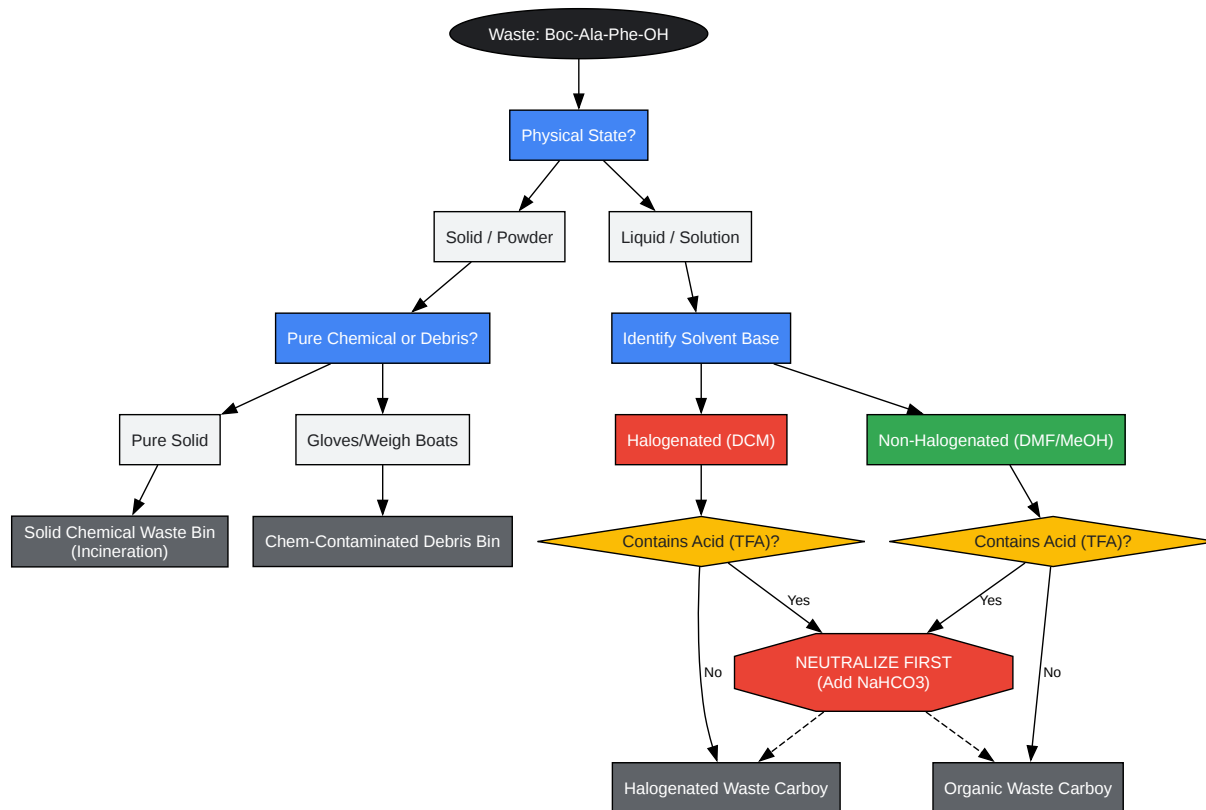 Waste: Boc-Ala-Phe-OH
Physical State?
Solid / Powder
Liquid / Solution
Pure Chemical or Debris?
Identify Solvent Base
Pure Solid
Gloves/Weigh Boats
Halogenated (DCM)
Non-Halogenated (DMF/MeOH)
Solid Chemical Waste Bin
(Incineration)
Chem-Contaminated Debris Bin
Contains Acid (TFA)?
Contains Acid (TFA)?
Yes
Yes
No
NEUTRALIZE FIRST
(Add NaHCO3)
No
Halogenated Waste Carboy
Organic Waste Carboy